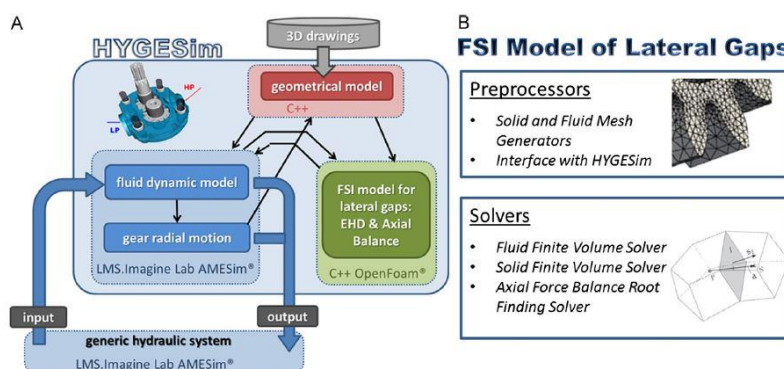 A
HYGESim
3D drawings
geometrical model
C++
HP
LP
fluid dynamic model
gear radial motion
LMS.Imagine Lab AMESim®
FSI model for
lateral gaps:
EHD & Axial
Balance
C++ OpenFoam®
input
output
generic hydraulic system
LMS.Imagine Lab AMESim®
B
FSI Model of Lateral Gaps
Preprocessors
• Solid and Fluid Mesh
Generators
• Interface with HYGESim
Solvers
• Fluid Finite Volume Solver
• Solid Finite Volume Solver
• Axial Force Balance Root
Finding Solver